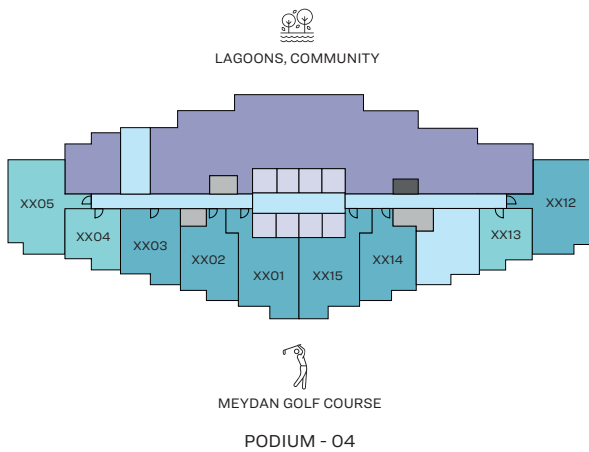 LAGOONS, COMMUNITY
XX05
XX12
XX04
XX13
XX03
XX02
XX14
XX01
XX15
MEYDAN GOLF COURSE
PODIUM - 04